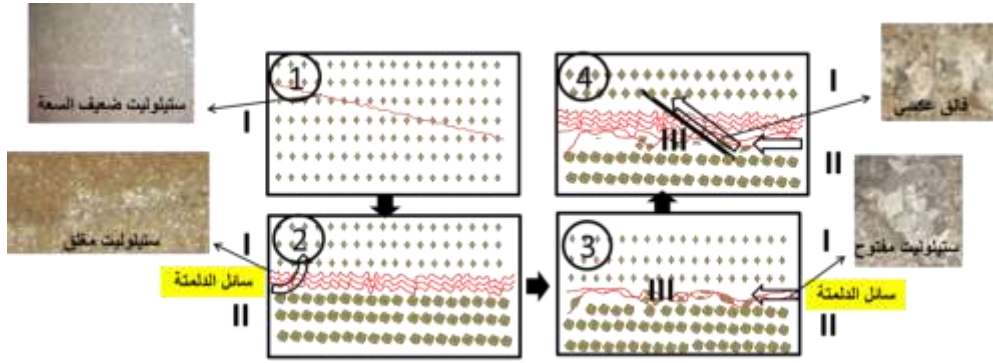 1
I
ستيلوليت ضعيف السعة
2
I
II
ستيلوليت مغلق
سائل الدلمتة
3
I
II
III
ستيلوليت مفتوح
سائل الدلمتة
4
I
II
III
فالق عكسي